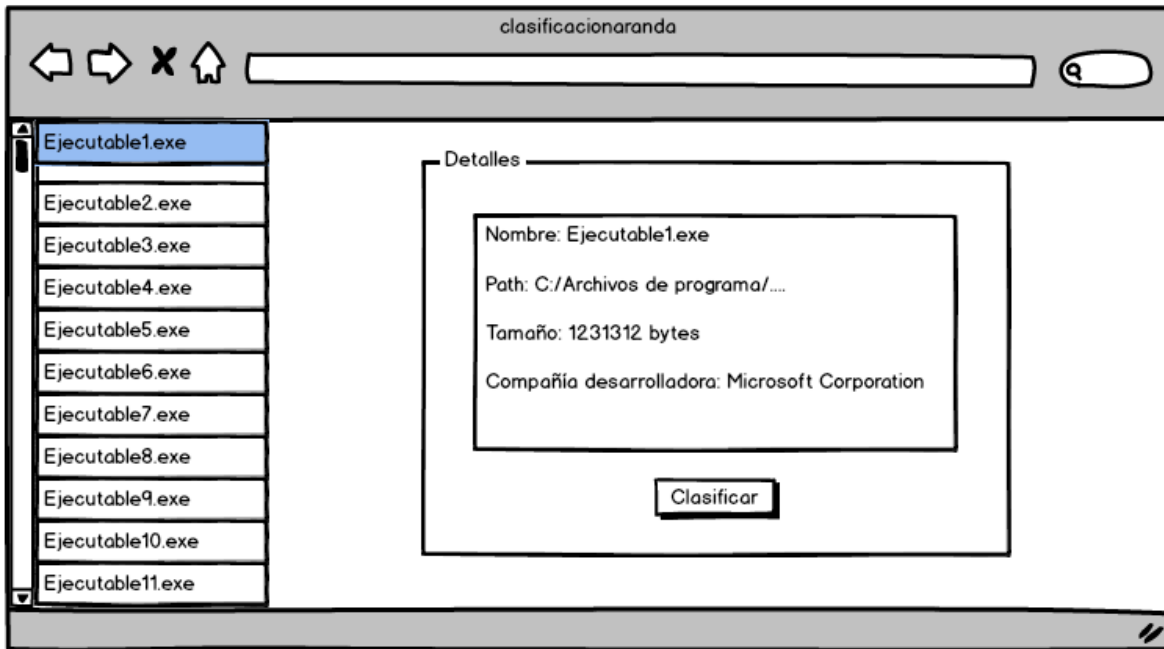 clasificacionaranda
Ejecutable1.exe
Ejecutable2.exe
Ejecutable3.exe
Ejecutable4.exe
Ejecutable5.exe
Ejecutable6.exe
Ejecutable7.exe
Ejecutable8.exe
Ejecutable9.exe
Ejecutable10.exe
Ejecutable11.exe
Detalles
Nombre: Ejecutable1.exe
Path: C:/Archivos de programa/....
Tamaño: 1231312 bytes
Compañía desarrolladora: Microsoft Corporation
Clasificar